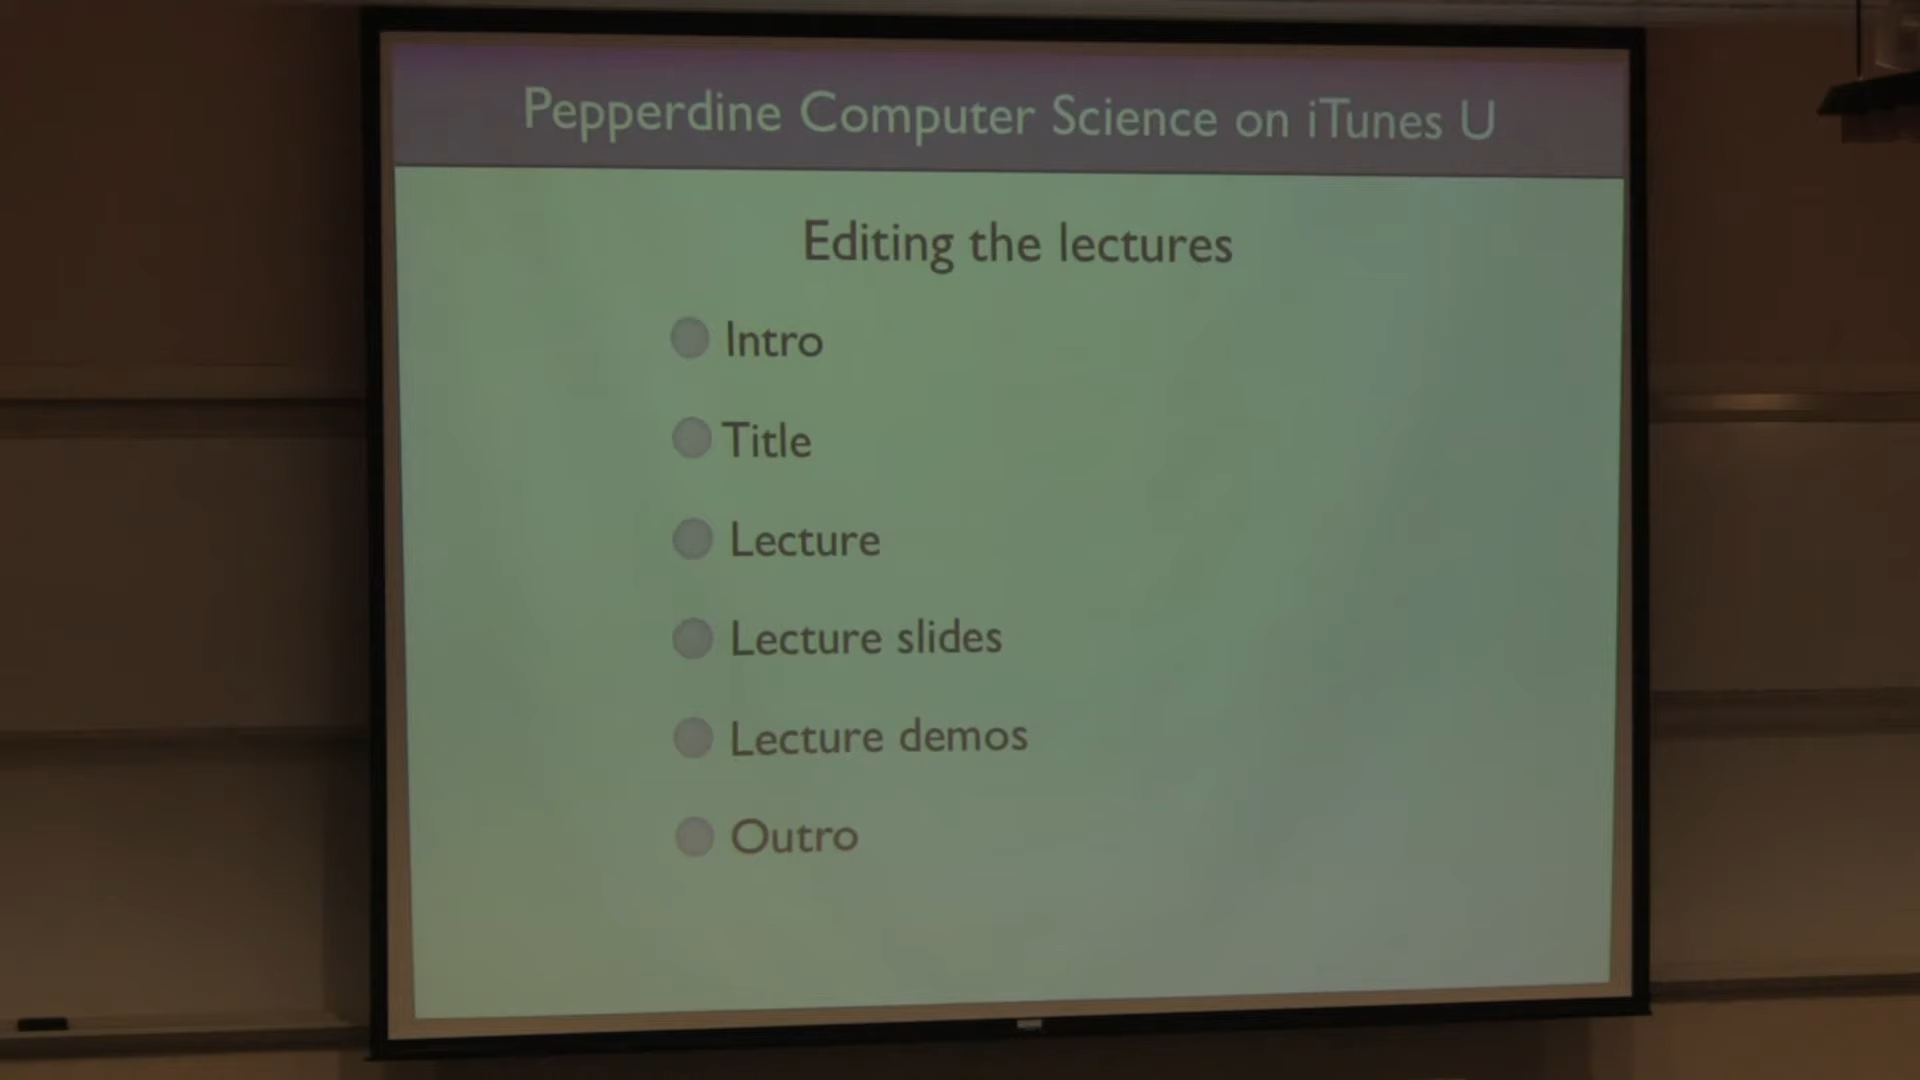 Pepperdine Computer Science on iTunes U
Editing the lectures
Intro
Title
Lecture
Lecture slides
Lecture demos
Outro